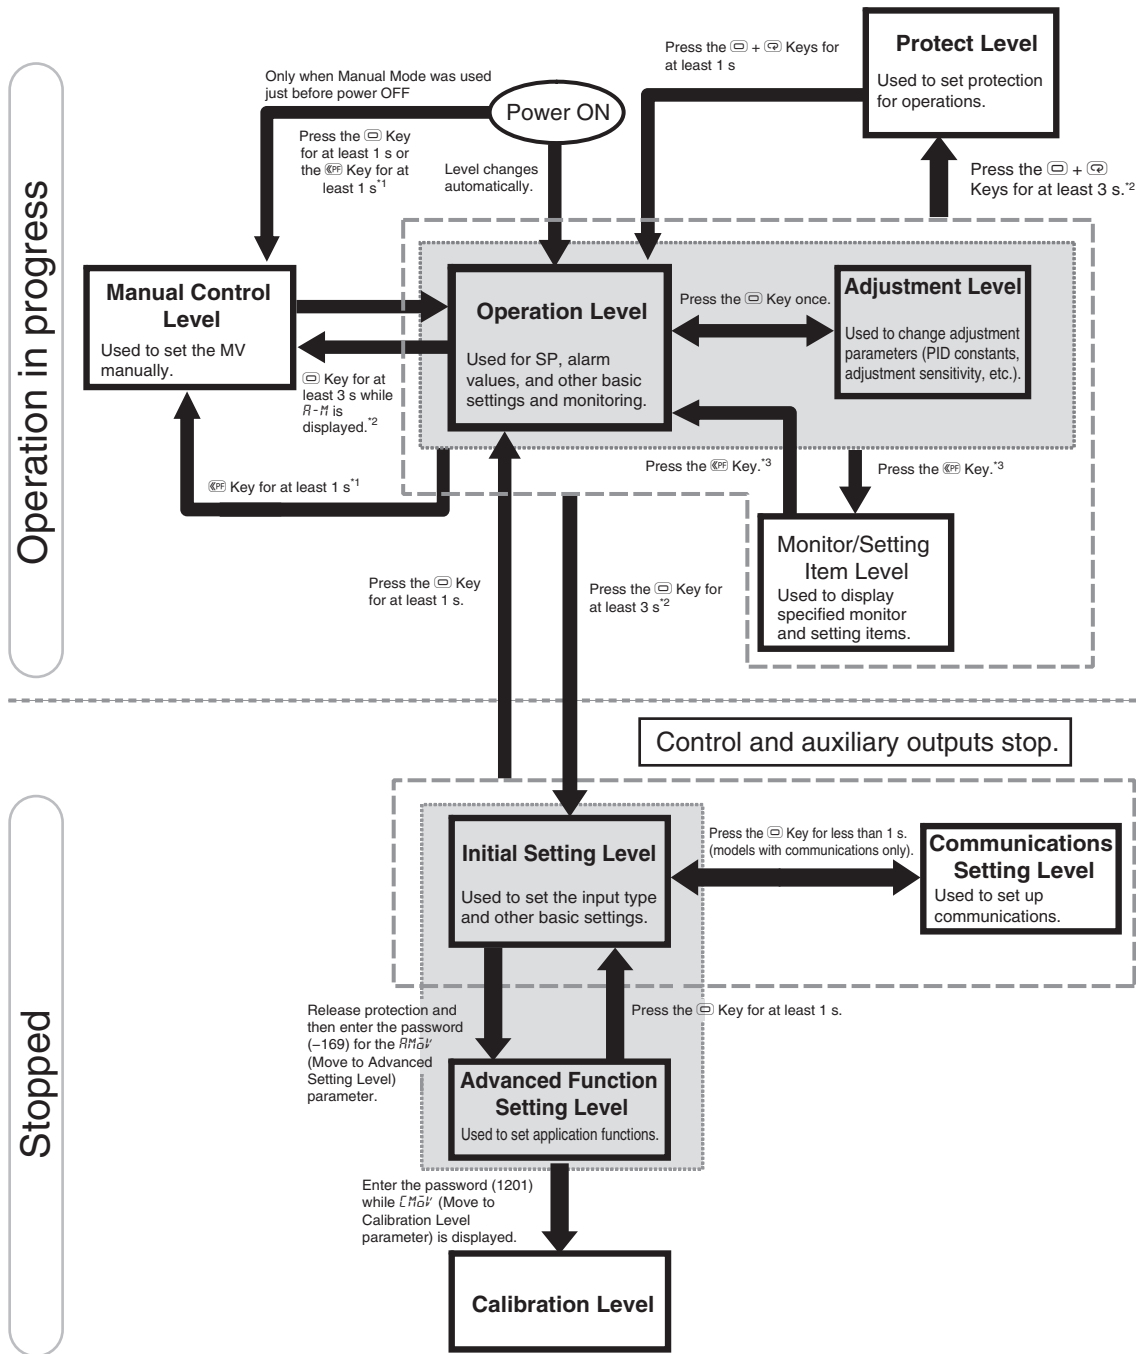 Operation in progress
Stopped
Press the + Keys for
at least 1 s
Protect Level
Used to set protection
for operations.
Only when Manual Mode was used
just before power OFF
Power ON
Press the Key
for at least 1 s or
the PF Key for at
least 1 s*1
Level changes
automatically.
Press the +
Keys for at least 3 s.*2
Manual Control
Level
Used to set the MV
manually.
Operation Level
Used for SP, alarm
values, and other basic
settings and monitoring.
Press the Key once.
Adjustment Level
Used to change adjustment
parameters (PID constants,
adjustment sensitivity, etc.).
Key for at
least 3 s while
A-M is
displayed.*2
PF Key for at least 1 s*1
Press the PF Key.*3
Press the PF Key.*3
Monitor/Setting
Item Level
Used to display
specified monitor
and setting items.
Press the Key
for at least 1 s.
Press the Key for
at least 3 s*2
Control and auxiliary outputs stop.
Initial Setting Level
Used to set the input type
and other basic settings.
Press the Key for less than 1 s.
(models with communications only).
Communications
Setting Level
Used to set up
communications.
Release protection and
then enter the password
(−169) for the AMoV
(Move to Advanced
Setting Level)
parameter.
Press the Key for at least 1 s.
Advanced Function
Setting Level
Used to set application functions.
Enter the password (1201)
while CMoV (Move to
Calibration Level
parameter) is displayed.
Calibration Level